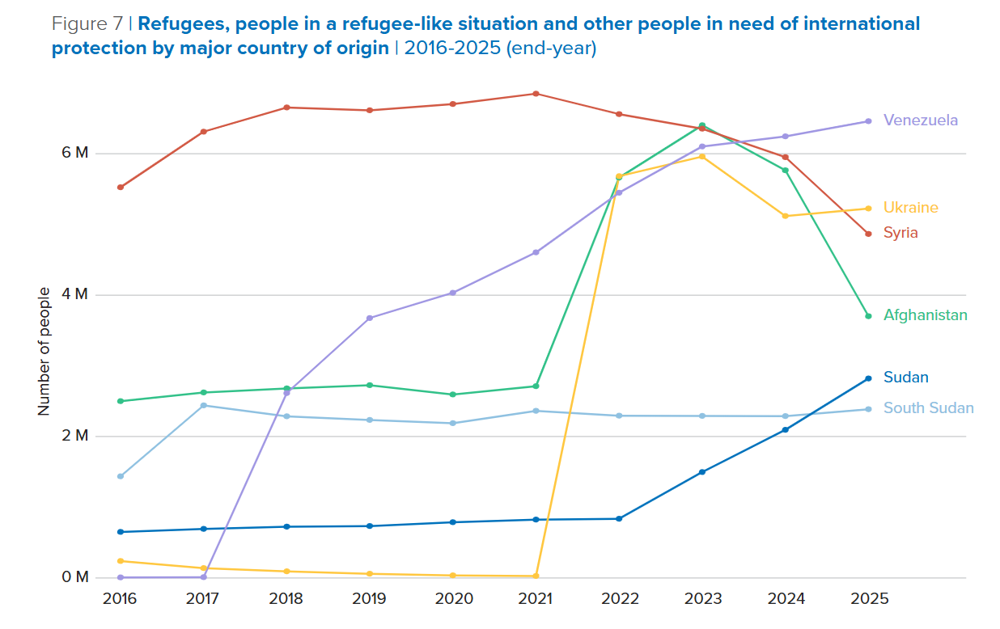 Figure 7 | Refugees, people in a refugee-like situation and other people in need of international
protection by major country of origin | 2016-2025 (end-year)
Venezuela
6 M
Ukraine
Syria
4 M
Afghanistan
Number of people
Sudan
South Sudan
2 M
0 M
2016 2017 2018 2019 2020 2021 2022 2023 2024 2025